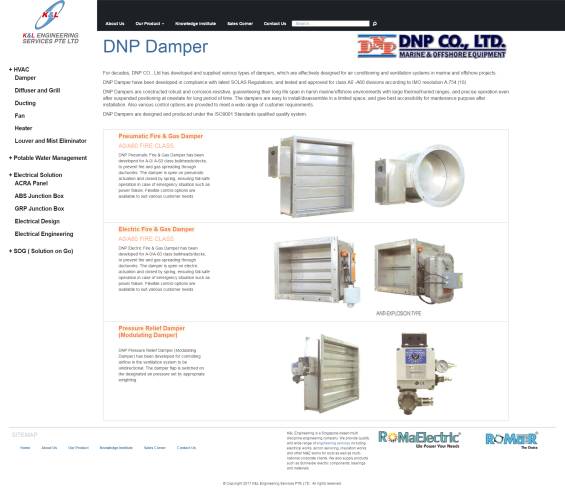 K&L ENGINEERING
SERVICES PTE LTD
About Us
Our Product
Knowledge Institute
Sales Corner
Contact Us
Search...
DNP Damper
DNP CO., LTD.
MARINE & OFFSHORE EQUIPMENT
+ HVAC
Damper
Diffuser and Grill
Ducting
Fan
Heater
Louver and Mist Eliminator
+ Potable Water Management
+ Electrical Solution
ACRA Panel
ABS Junction Box
GRP Junction Box
Electrical Design
Electrical Engineering
+ SOG ( Solution on Go)
For decades, DNP CO., Ltd has developed and supplied various types of dampers, which are effectively designed for air conditioning and ventilation systems in marine and offshore projects.
DNP Damper have been developed in compliance with latest SOLAS Regulations, and tested and approved for class A0 -A60 divisions according to IMO resolution A.754 (18)
DNP Dampers are constructed robust and corrosion-resistive, guaranteeing their long life span in harsh marine/offshore environments with large thermal/strand ranges, and precise operation even
after suspended positioning at onestate for long period of time. The dampers are easy to install/disassemble in a limited space, and give best accessibility for maintenance purpose after
installation. Also various control options are provided to meet a wide range of customer requirements.
DNP Dampers are designed and produced under the ISO9001 Standards qualified quality system.
Pneumatic Fire & Gas Damper
A0/A60 FIRE CLASS
DNP Pneumatic Fire & Gas Damper has been
developed for A-0/ A-60 class bulkheads/decks,
to prevent fire and gas spreading through
ductworks. The damper is open on pneumatic
actuation and closed by spring, ensuring fail-safe
operation in case of emergency situation such as
power failure. Flexible control options are
available to suit various customer needs.
Electric Fire & Gas Damper
A0/A60 FIRE CLASS
DNP Electric Fire & Gas Damper has been
developed for A-0/A-60 class bulkheads/decks,
to prevent fire and gas spreading through
ductworks. The damper is open on electric
actuation and closed by spring, ensuring fail-safe
operation in case of emergency situation such as
power failure. Flexible control options are
available to suit various customer needs.
ANTI-EXPLOSION TYPE
Pressure Relief Damper
(Modulating Damper)
DNP Pressure Relief Damper (Modulating
Damper) has been developed for controlling
airflow in the ventilation system to be
unidirectional. The damper flap is switched on
the designated air pressure set by appropriate
weighting.
SITEMAP
Home
About Us
Our Product
Knowledge Institute
Sales Corner
Contact Us
K&L Engineering is a Singapore-based multi
discipline engineering company. We provide quality
and wide range of engineering services including
electrical works, aircon servicing, insulation works
and other M&E works for local as well as multi-
national corporate clients. We also supply products
such as Schneider electric components, bearings
and materials.
RoMaElectric
We Power Your Needs
The Choice
© Copyright 2017 K&L Engineering Services PTE LTD. All rights reserved.